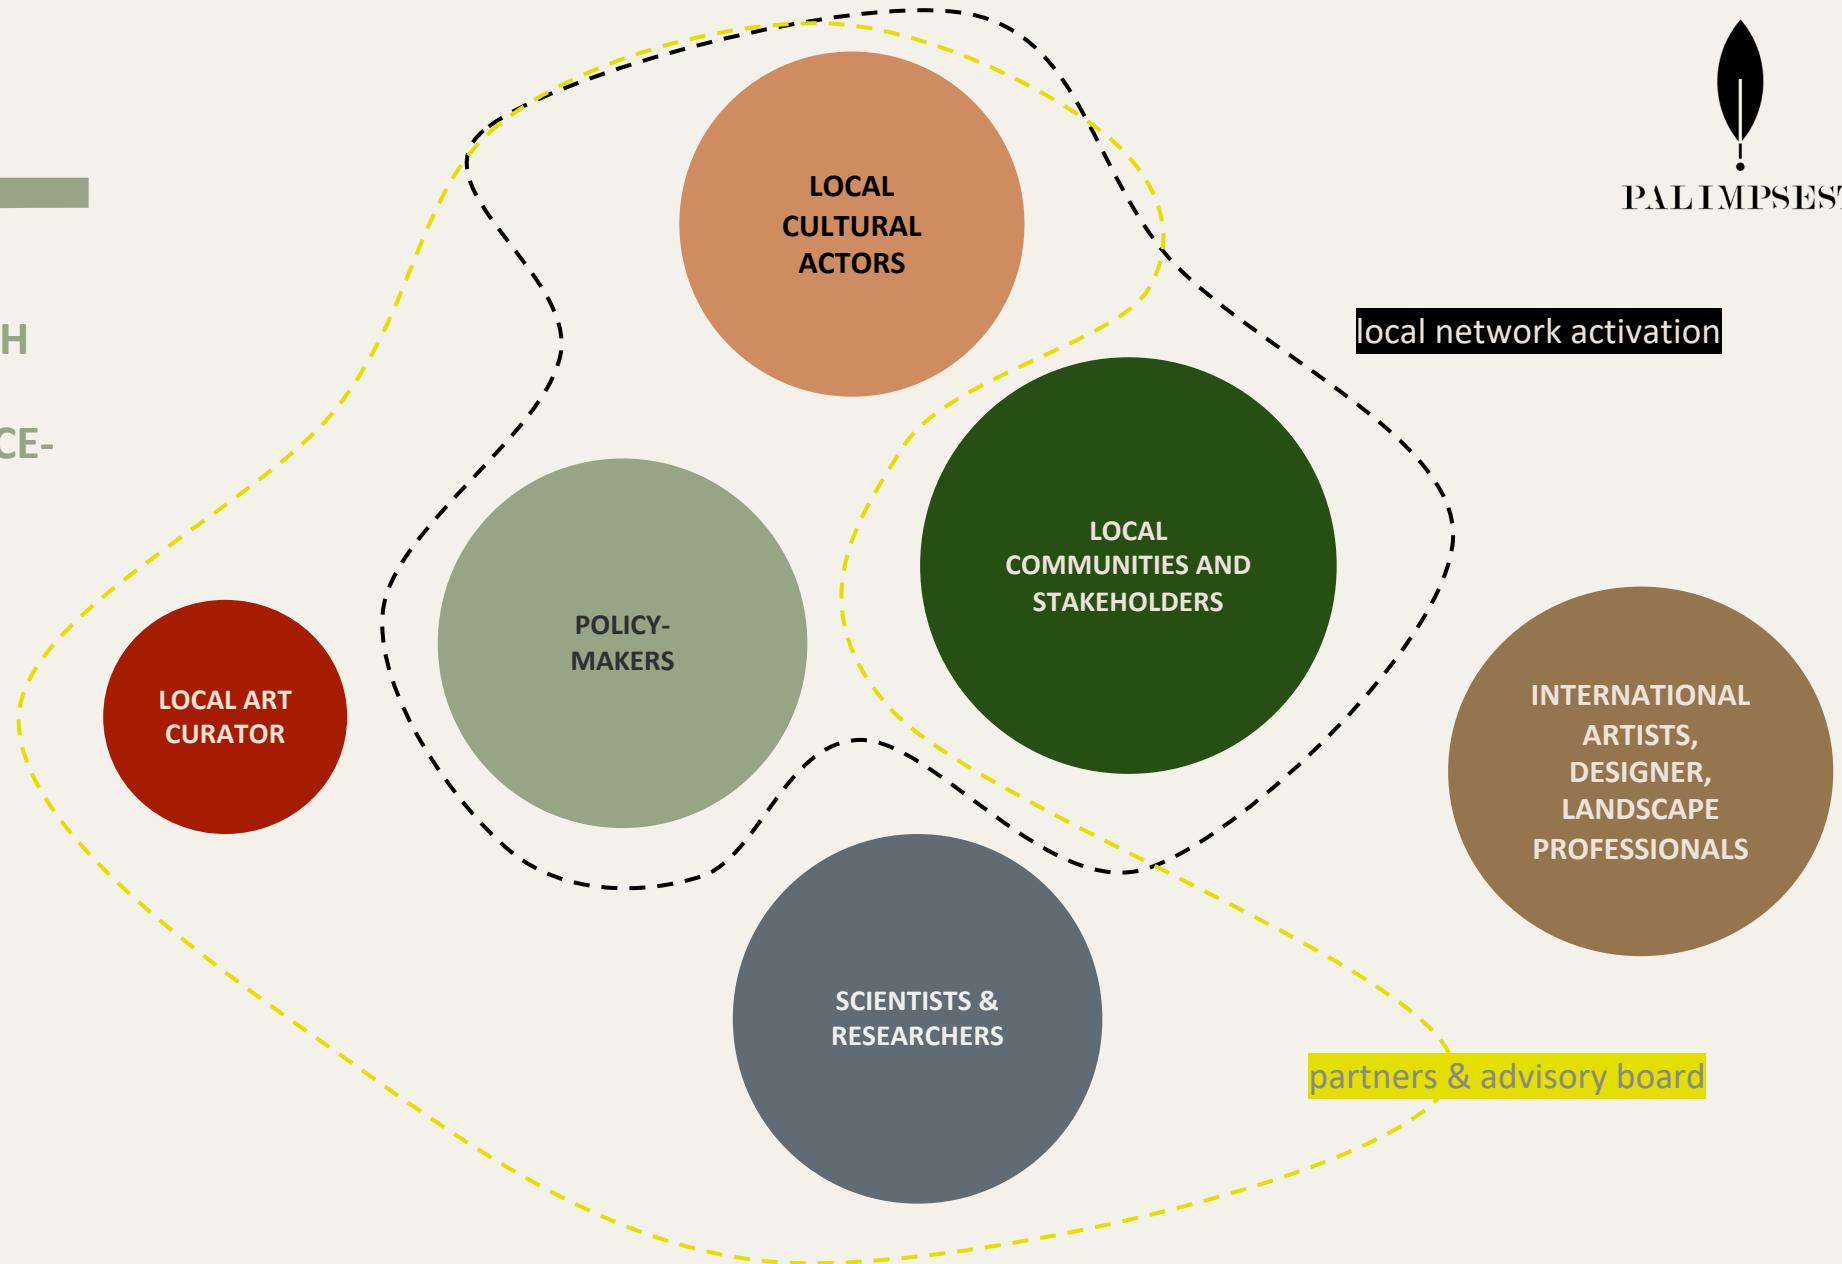 PALIMPSEST
H
CE-
LOCAL
CULTURAL
ACTORS
local network activation
LOCAL
COMMUNITIES AND
STAKEHOLDERS
POLICY-
MAKERS
LOCAL ART
CURATOR
INTERNATIONAL
ARTISTS,
DESIGNER,
LANDSCAPE
PROFESSIONALS
SCIENTISTS &
RESEARCHERS
partners & advisory board